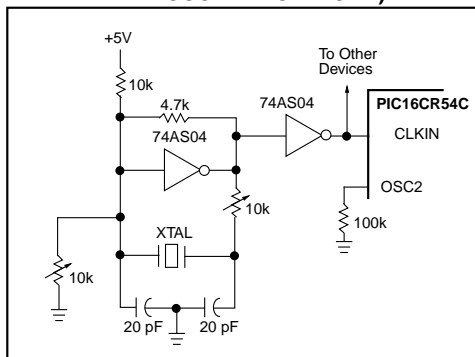 +5V
10k
4.7k
74AS04
74AS04
To Other
Devices
PIC16CR54C
CLKIN
OSC2
100k
10k
XTAL
10k
20 pF
20 pF